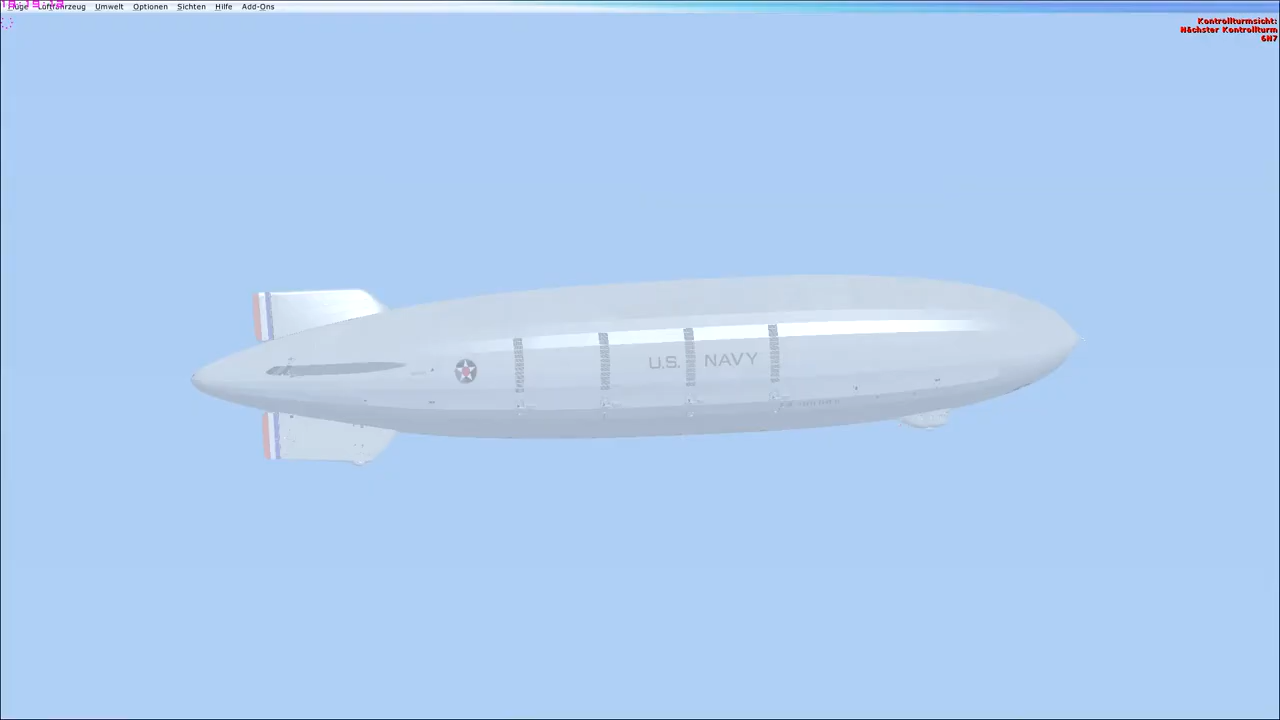 Flüge Luftfahrzeug Umwelt Optionen Sichten Hilfe Add-Ons
Kontrollturmsicht:
Nächster Kontrollturm
6N7
U.S. NAVY